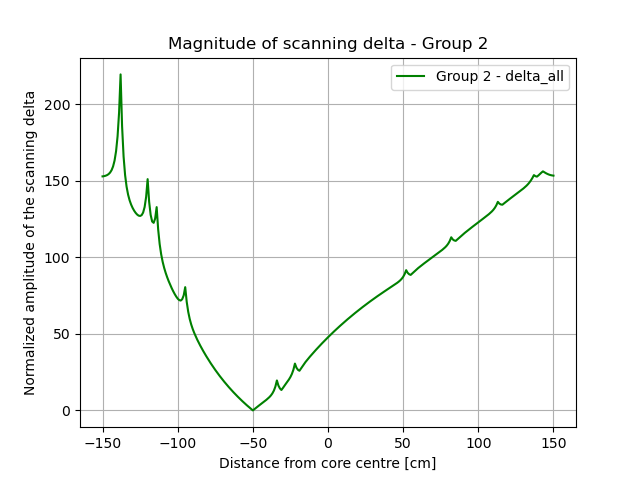 Magnitude of scanning delta - Group 2
Group 2 - delta_all
Normalized amplitude of the scanning delta
200
150
100
50
0
−150 −100 −50 0 50 100 150
Distance from core centre [cm]